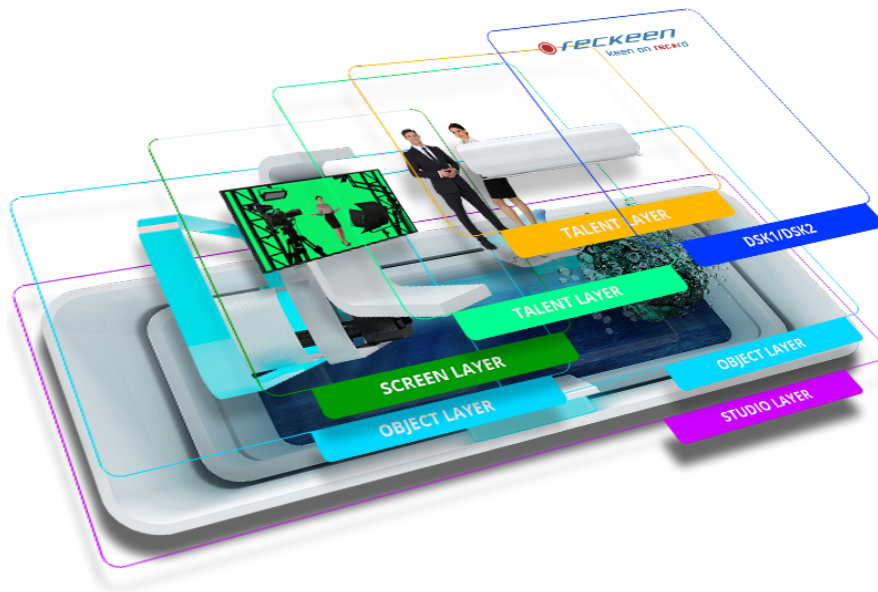 reckeen
keen on record
TALENT LAYER
DSK1/DSK2
TALENT LAYER
SCREEN LAYER
OBJECT LAYER
OBJECT LAYER
STUDIO LAYER